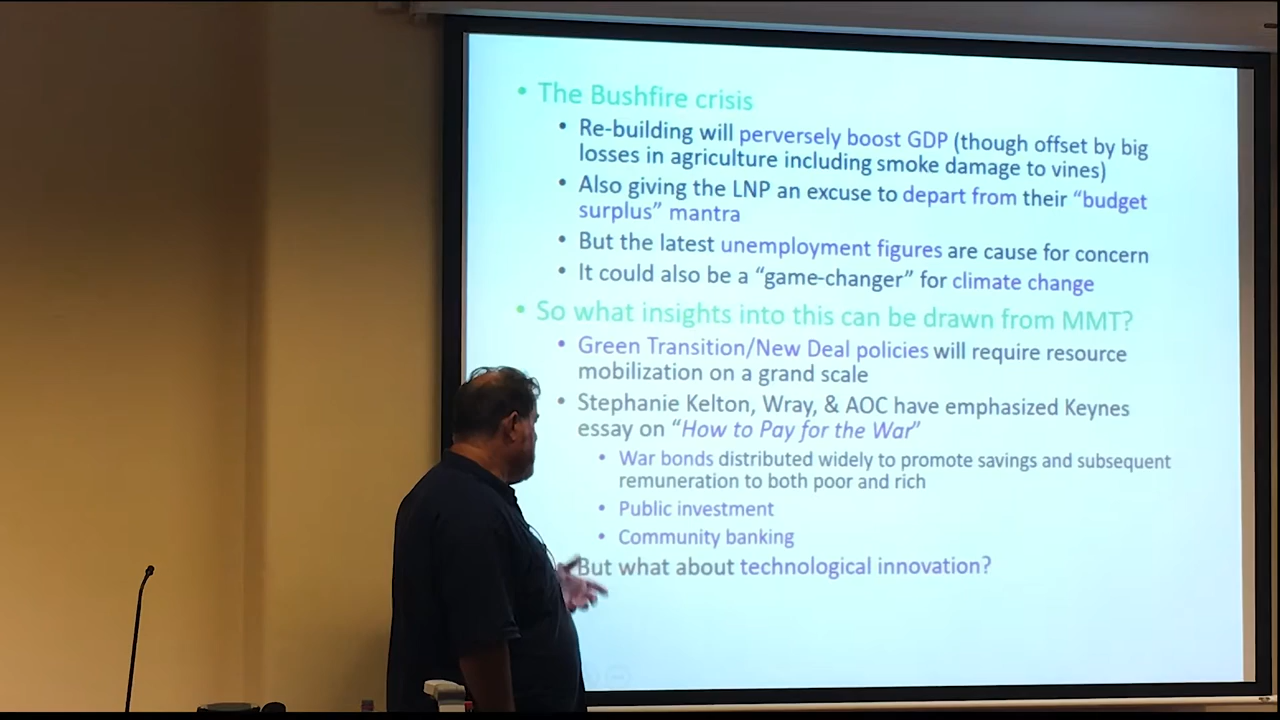 • The Bushfire crisis
• Re-building will perversely boost GDP (though offset by big
losses in agriculture including smoke damage to vines)
• Also giving the LNP an excuse to depart from their “budget
surplus” mantra
• But the latest unemployment figures are cause for concern
• It could also be a “game-changer” for climate change
• So what insights into this can be drawn from MMT?
• Green Transition/New Deal policies will require resource
mobilization on a grand scale
• Stephanie Kelton, Wray, & AOC have emphasized Keynes
essay on “How to Pay for the War”
• War bonds distributed widely to promote savings and subsequent
remuneration to both poor and rich
• Public investment
• Community banking
But what about technological innovation?